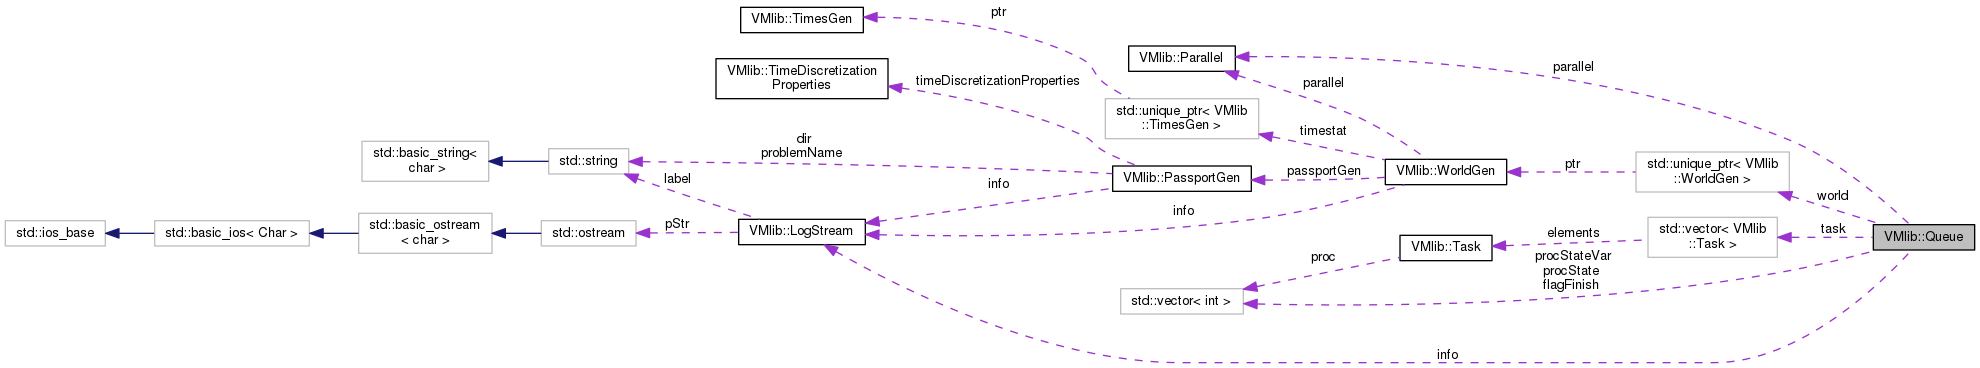 VMlib::TimesGen
ptr
VMlib::TimeDiscretization
Properties
timeDiscretizationProperties
VMlib::Parallel
parallel
parallel
std::unique_ptr< VMlib
::TimesGen >
timestat
std::basic_string<
char >
std::string
dir
problemName
label
info
VMlib::PassportGen
passportGen
VMlib::WorldGen
ptr
std::unique_ptr< VMlib
::WorldGen >
world
std::ios_base
std::basic_ios< Char >
std::basic_ostream
< char >
std::ostream
pStr
VMlib::LogStream
info
VMlib::Task
elements
std::vector< VMlib
::Task >
task
VMlib::Queue
proc
std::vector< int >
procStateVar
procState
flagFinish
info